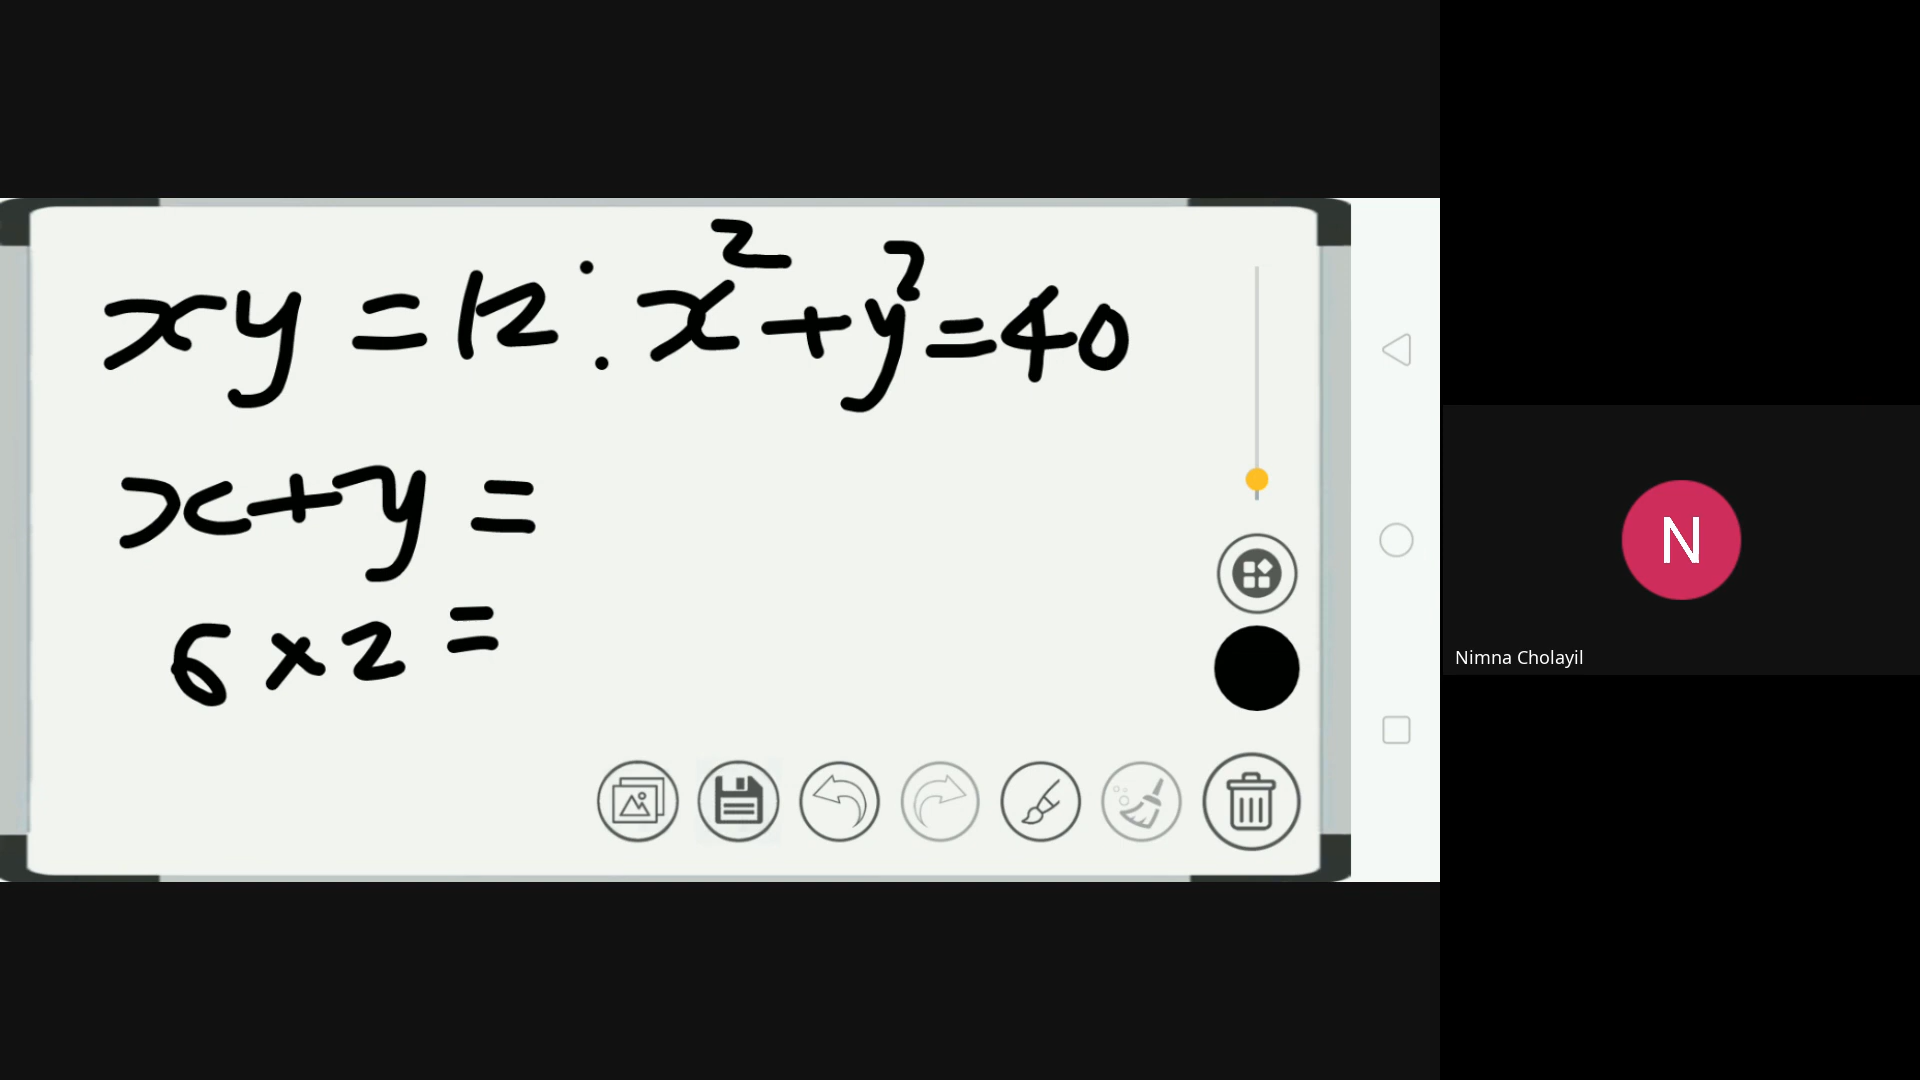 xy = 12 : x² + y² = 40
x + y =
6 × 2 =
N
Nimna Cholayil